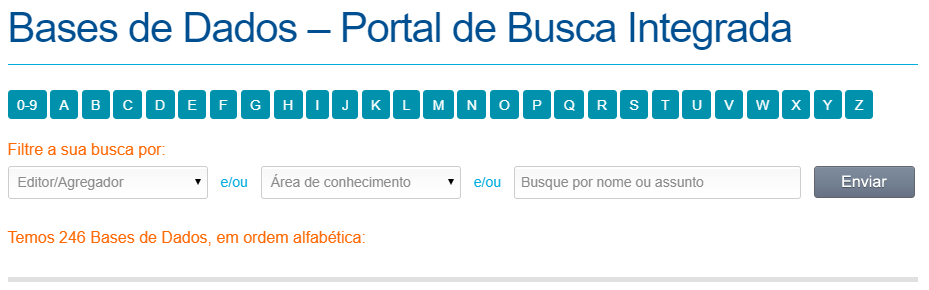 Bases de Dados – Portal de Busca Integrada
0-9 A B C D E F G H I J K L M N O P Q R S T U V W X Y Z
Filtre a sua busca por:
Editor/Agregador e/ou Área de conhecimento e/ou Busque por nome ou assunto Enviar
Temos 246 Bases de Dados, em ordem alfabética: